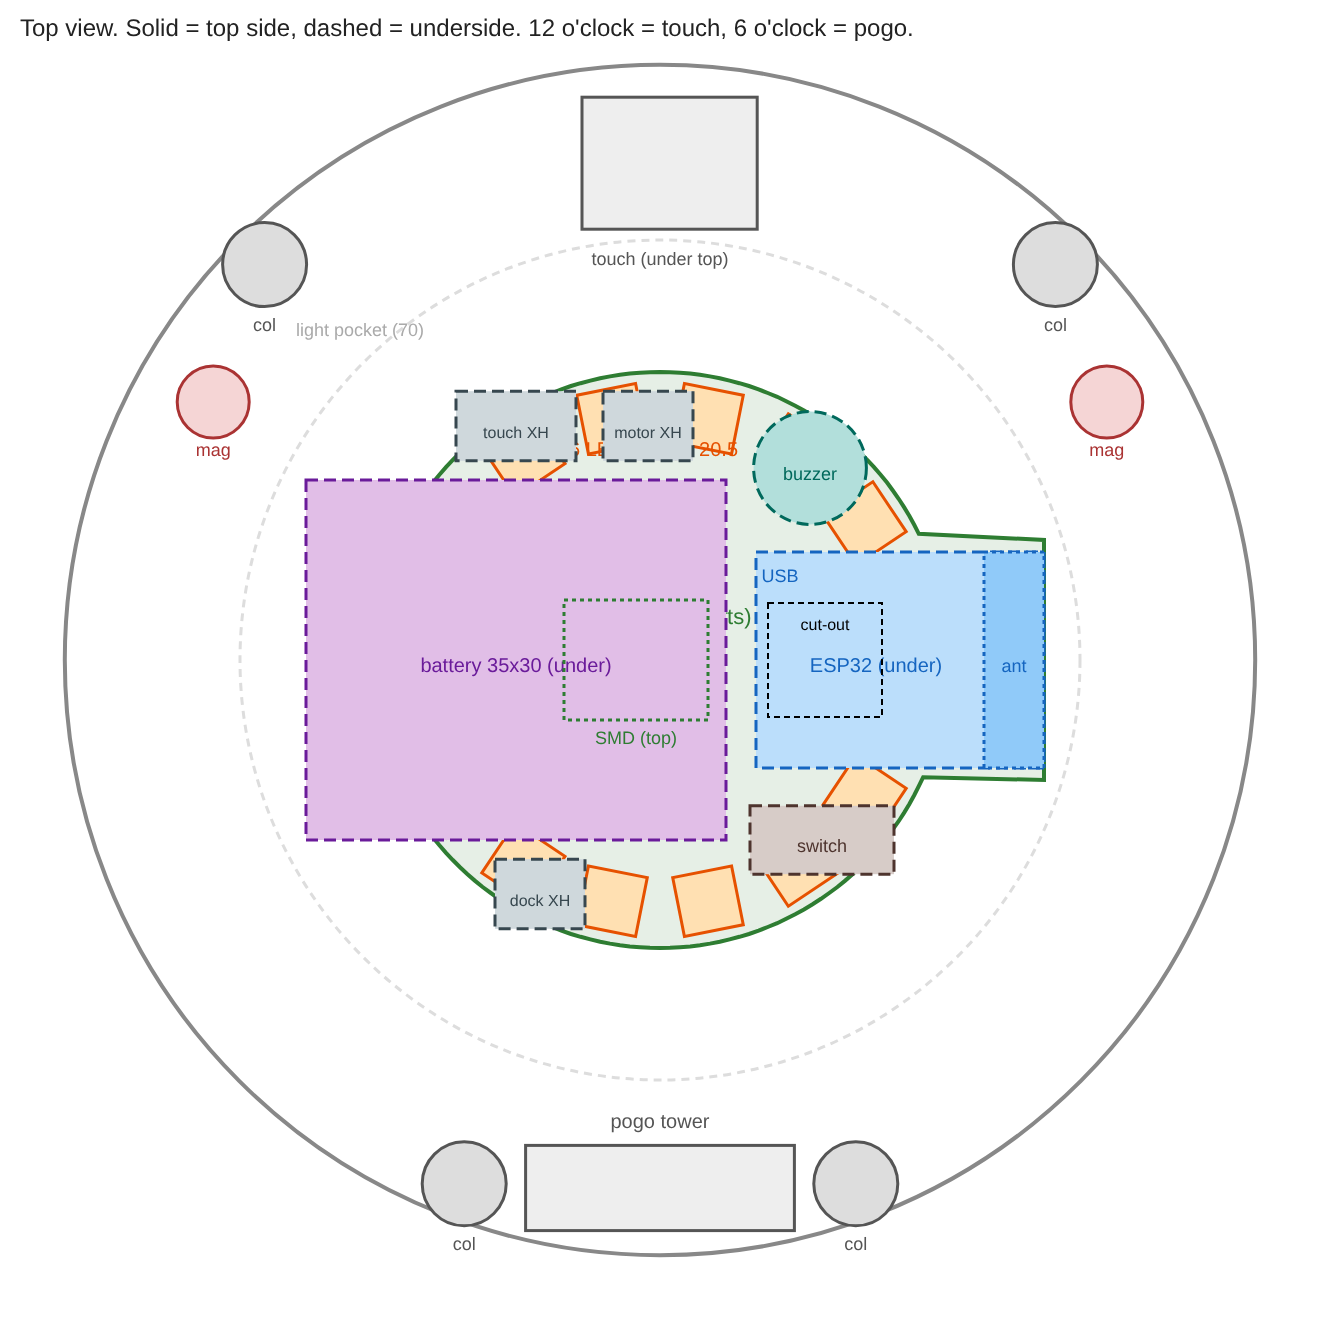 Top view. Solid = top side, dashed = underside. 12 o'clock = touch, 6 o'clock = pogo.
touch (under top)
col
col
light pocket (70)
mag
mag
touch XH
motor XH
20.5
buzzer
USB
ts)
cut-out
battery 35x30 (under)
ESP32 (under)
ant
SMD (top)
switch
dock XH
pogo tower
col
col